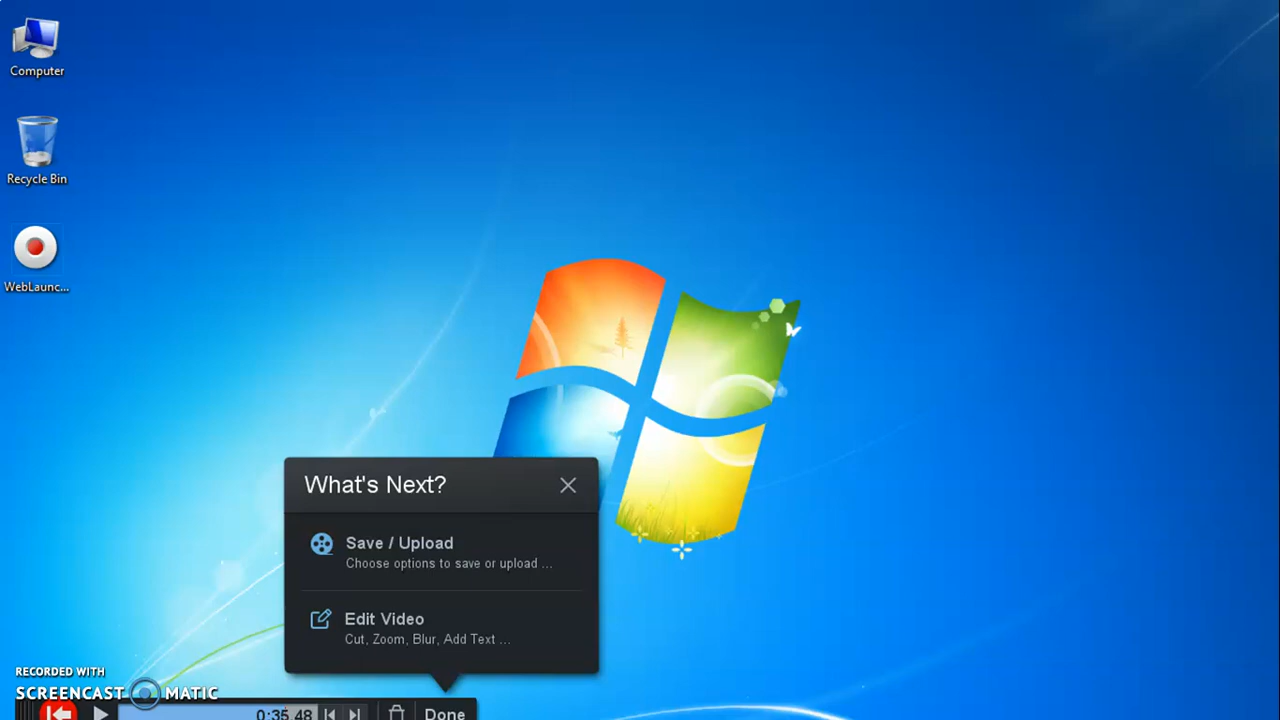 Computer
Recycle Bin
WebLaunc...
What's Next?
Save / Upload
Choose options to save or upload ...
Edit Video
Cut, Zoom, Blur, Add Text ...
RECORDED WITH
SCREENCAST MATIC
0:35.48
Done